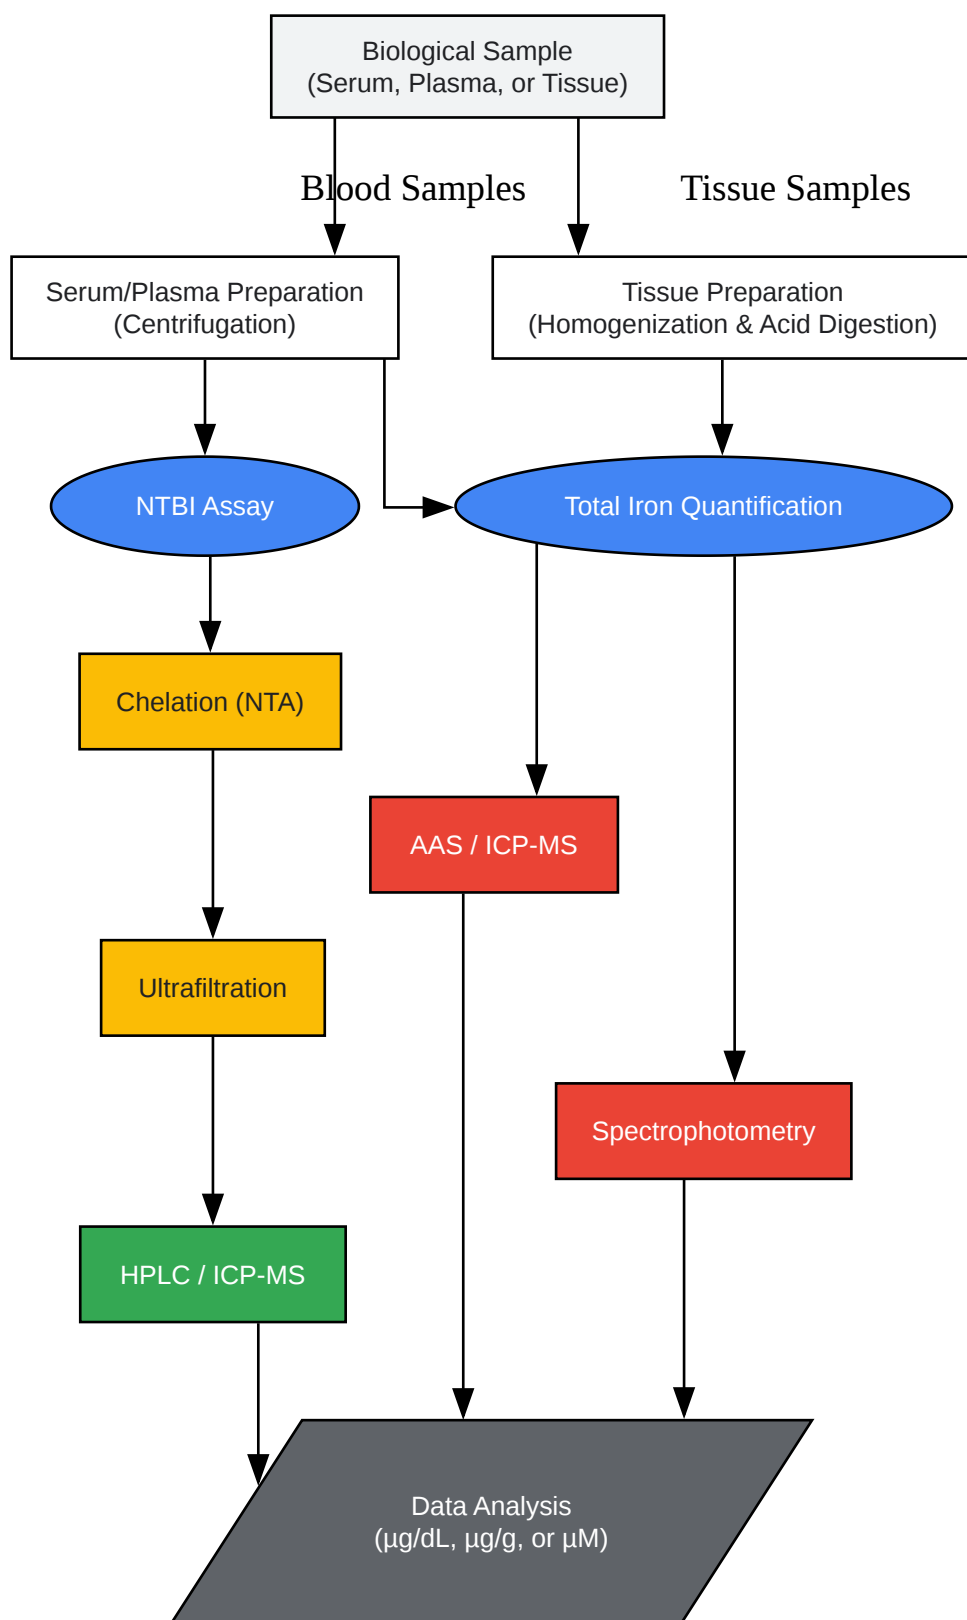 Biological Sample
(Serum, Plasma, or Tissue)
Blood Samples
Tissue Samples
Serum/Plasma Preparation
(Centrifugation)
Tissue Preparation
(Homogenization & Acid Digestion)
NTBI Assay
Total Iron Quantification
Chelation (NTA)
AAS / ICP-MS
Ultrafiltration
Spectrophotometry
HPLC / ICP-MS
Data Analysis
(µg/dL, µg/g, or µM)